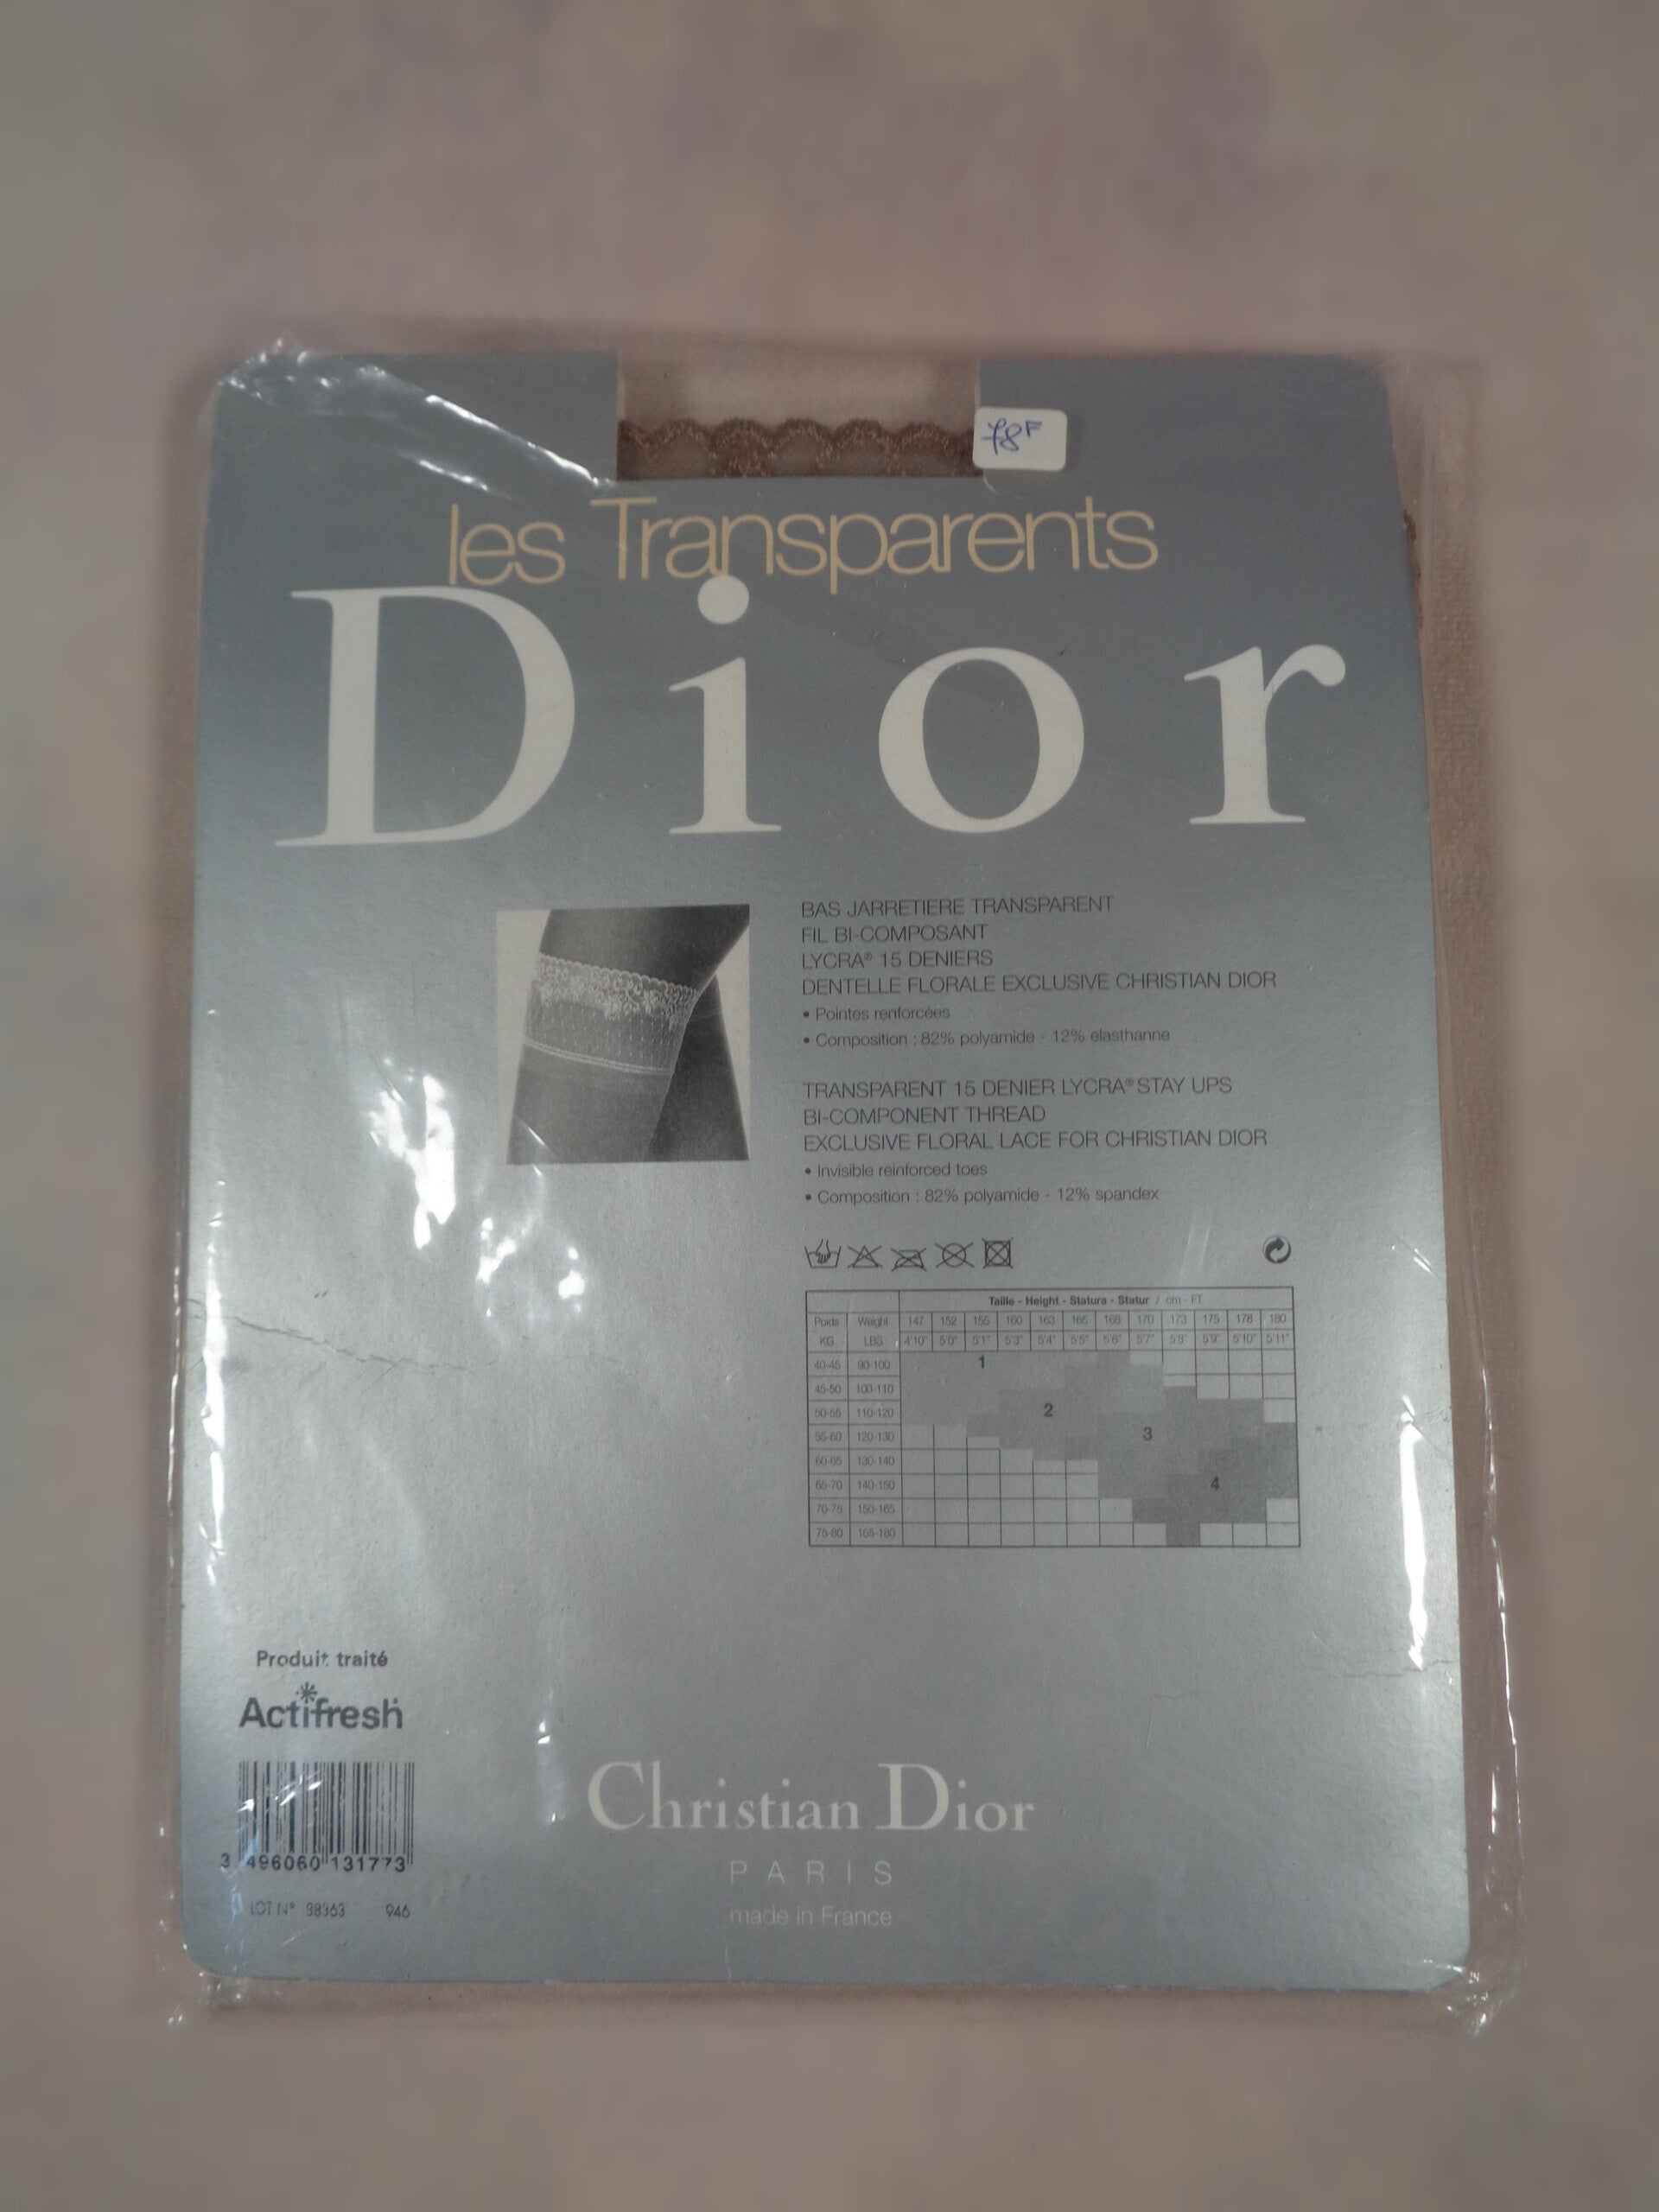 78F
les Transparents
Dior
BAS JARRETIERE TRANSPARENT
FIL BI-COMPOSANT
LYCRA® 15 DENIERS
DENTELLE FLORALE EXCLUSIVE CHRISTIAN DIOR
• Pointes renforcées
• Composition : 82% polyamide - 12% elasthanne
TRANSPARENT 15 DENIER LYCRA® STAY UPS
BI-COMPONENT THREAD
EXCLUSIVE FLORAL LACE FOR CHRISTIAN DIOR
• Invisible reinforced toes
• Composition : 82% polyamide - 12% spandex
Taille - Height - Statura - Statur / cm - FT
Poids Weight 147 152 155 160 163 165 168 170 173 175 178 180
KG LBS 4'10" 5'0" 5'1" 5'3" 5'4" 5'5" 5'6" 5'7" 5'8" 5'9" 5'10" 5'11"
40-45 90-100 1
45-50 100-110
50-55 110-120 2
55-60 120-130 3
60-65 130-140
65-70 140-150 4
70-75 150-165
75-80 165-180
Produit traité
Actifresh
3 496060 131773
LOT N° 38363 946
Christian Dior
PARIS
made in France